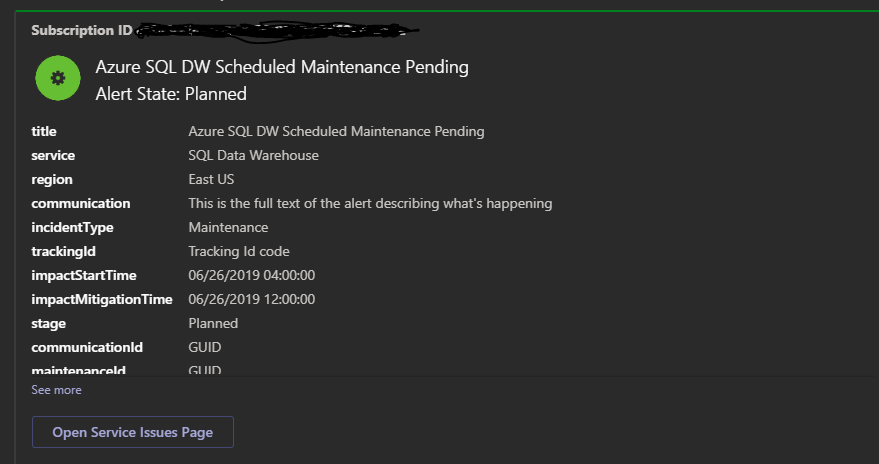 Subscription ID
Azure SQL DW Scheduled Maintenance Pending
Alert State: Planned
title Azure SQL DW Scheduled Maintenance Pending
service SQL Data Warehouse
region East US
communication This is the full text of the alert describing what's happening
incidentType Maintenance
trackingId Tracking Id code
impactStartTime 06/26/2019 04:00:00
impactMitigationTime 06/26/2019 12:00:00
stage Planned
communicationId GUID
maintenanceId GUID
See more
Open Service Issues Page